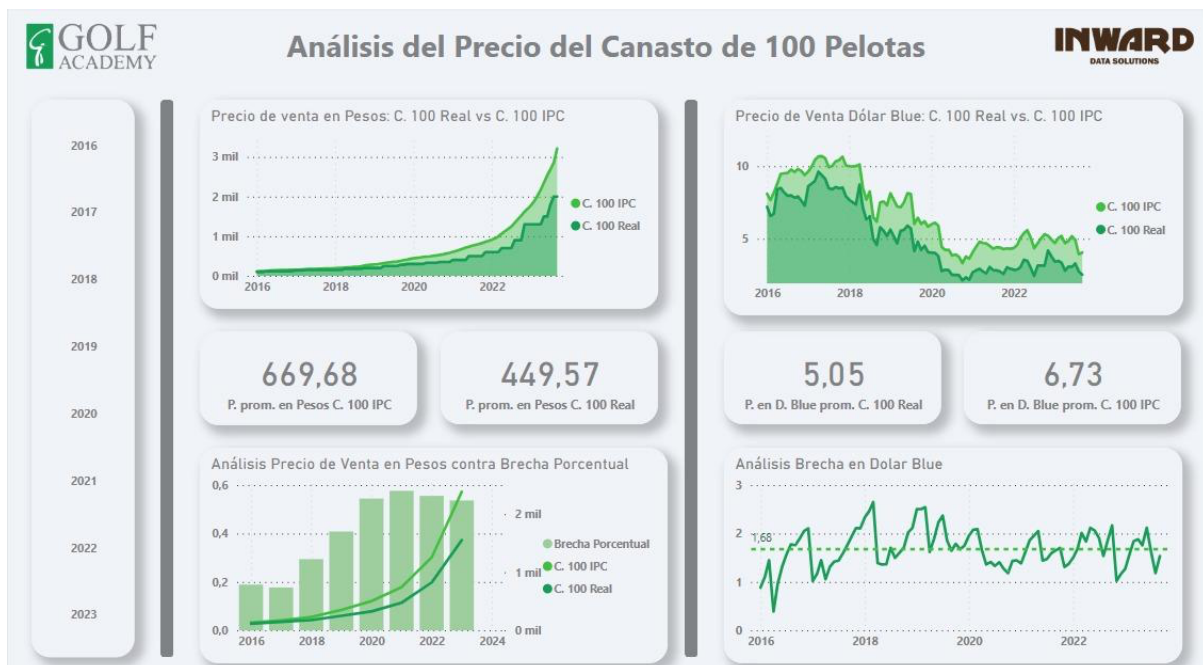 GOLF
ACADEMY
Análisis del Precio del Canasto de 100 Pelotas
INWARD
DATA SOLUTIONS
2016
2017
2018
2019
2020
2021
2022
2023
Precio de venta en Pesos: C. 100 Real vs C. 100 IPC
3 mil
2 mil
1 mil
0 mil
2016 2018 2020 2022
C. 100 IPC
C. 100 Real
669,68
P. prom. en Pesos C. 100 IPC
449,57
P. prom. en Pesos C. 100 Real
Análisis Precio de Venta en Pesos contra Brecha Porcentual
0,6
0,4
0,2
0,0
2016 2018 2020 2022 2024
2 mil
1 mil
0 mil
Brecha Porcentual
C. 100 IPC
C. 100 Real
Precio de Venta Dólar Blue: C. 100 Real vs. C. 100 IPC
10
5
2016 2018 2020 2022
C. 100 IPC
C. 100 Real
5,05
P. en D. Blue prom. C. 100 Real
6,73
P. en D. Blue prom. C. 100 IPC
Análisis Brecha en Dolar Blue
3
2
1,68
1
0
2016 2018 2020 2022